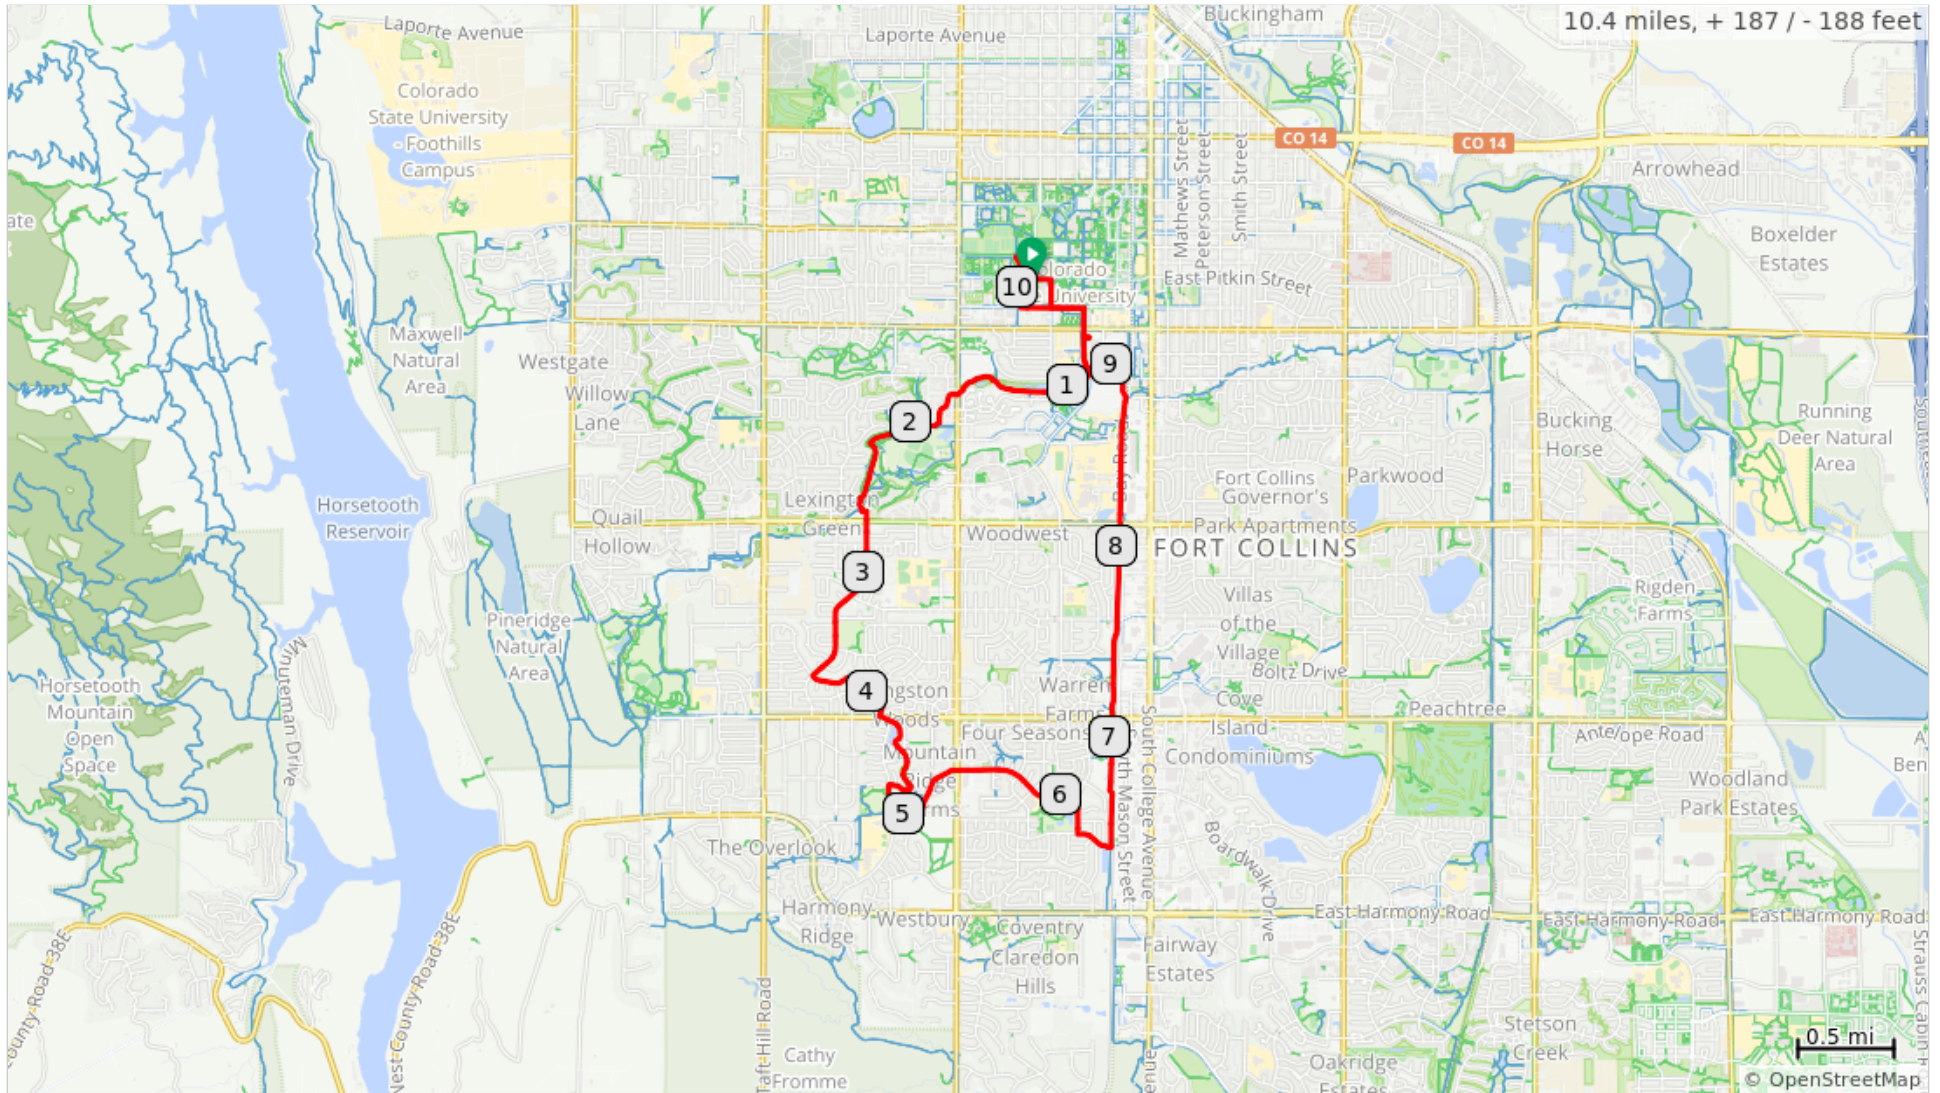 Laporte Avenue
Laporte Avenue
Buckingham
10.4 miles, + 187 / - 188 feet
Colorado
State University
- Foothills
Campus
CO 14
CO 14
Arrowhead
Mathews Street
Peterson Street
Smith Street
Boxelder
Estates
East Pitkin Street
10
University
Maxwell
Natural
Area
Westgate
Willow
Lane
1
9
2
Bucking
Horse
Running
Deer Natural
Area
Horsetooth
Reservoir
Lexington
Green
Quail
Hollow
Woodwest
Fort Collins
Governor's
Park Apartments
Parkwood
8
FORT COLLINS
3
Villas
of the
Village
Boltz Drive
Rigden
Farms
Pineridge
Natural
Area
Minuteman Drive
Horsetooth
Mountain
Open
Space
4
Warren
Farms
Cove
Island
Condominiums
Peachtree
Antelope Road
Four Seasons
7
Mountain
Ridge
Woodland
Park Estates
6
5
South College Avenue
Boardwalk Drive
The Overlook
Harmony
Ridge
Westbury
Coventry
Claredon
Hills
Fairway
Estates
East Harmony Road
East Harmony Road
East Harmony Road
Taft Hill Road
Cathy
Fromme
Stetson
Creek
Oakridge
Estates
0.5 mi
© OpenStreetMap